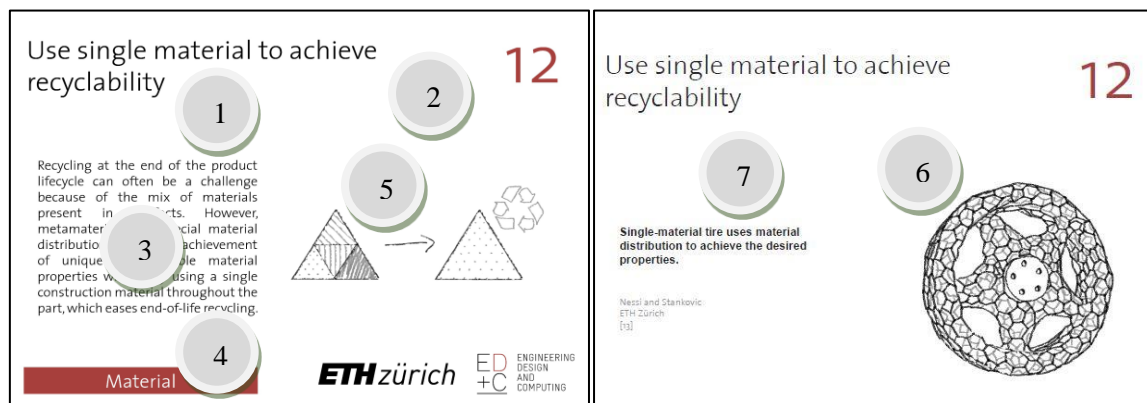 Use single material to achieve
recyclability
12
1
2
Recycling at the end of the product
lifecycle can often be a challenge
because of the mix of materials
present in cts. However,
metamater cial material
distribution achievement
of unique ple material
properties w using a single
construction material throughout the
part, which eases end-of-life recycling.
3
5
4
Material
ETH zürich
ED
+C
ENGINEERING
DESIGN
AND
COMPUTING
Use single material to achieve
recyclability
12
7
6
Single-material tire uses material
distribution to achieve the desired
properties.
Nessi and Stankovic
ETH Zürich
[13]